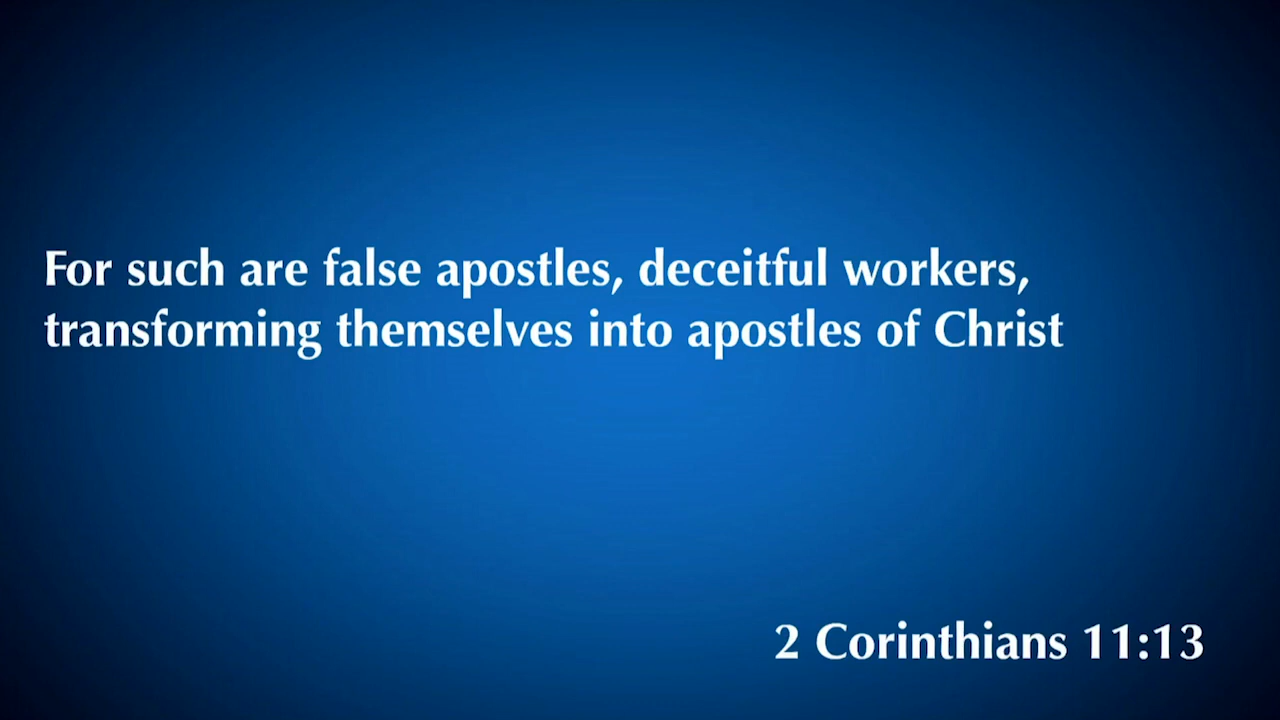 For such are false apostles, deceitful workers,
transforming themselves into apostles of Christ
2 Corinthians 11:13